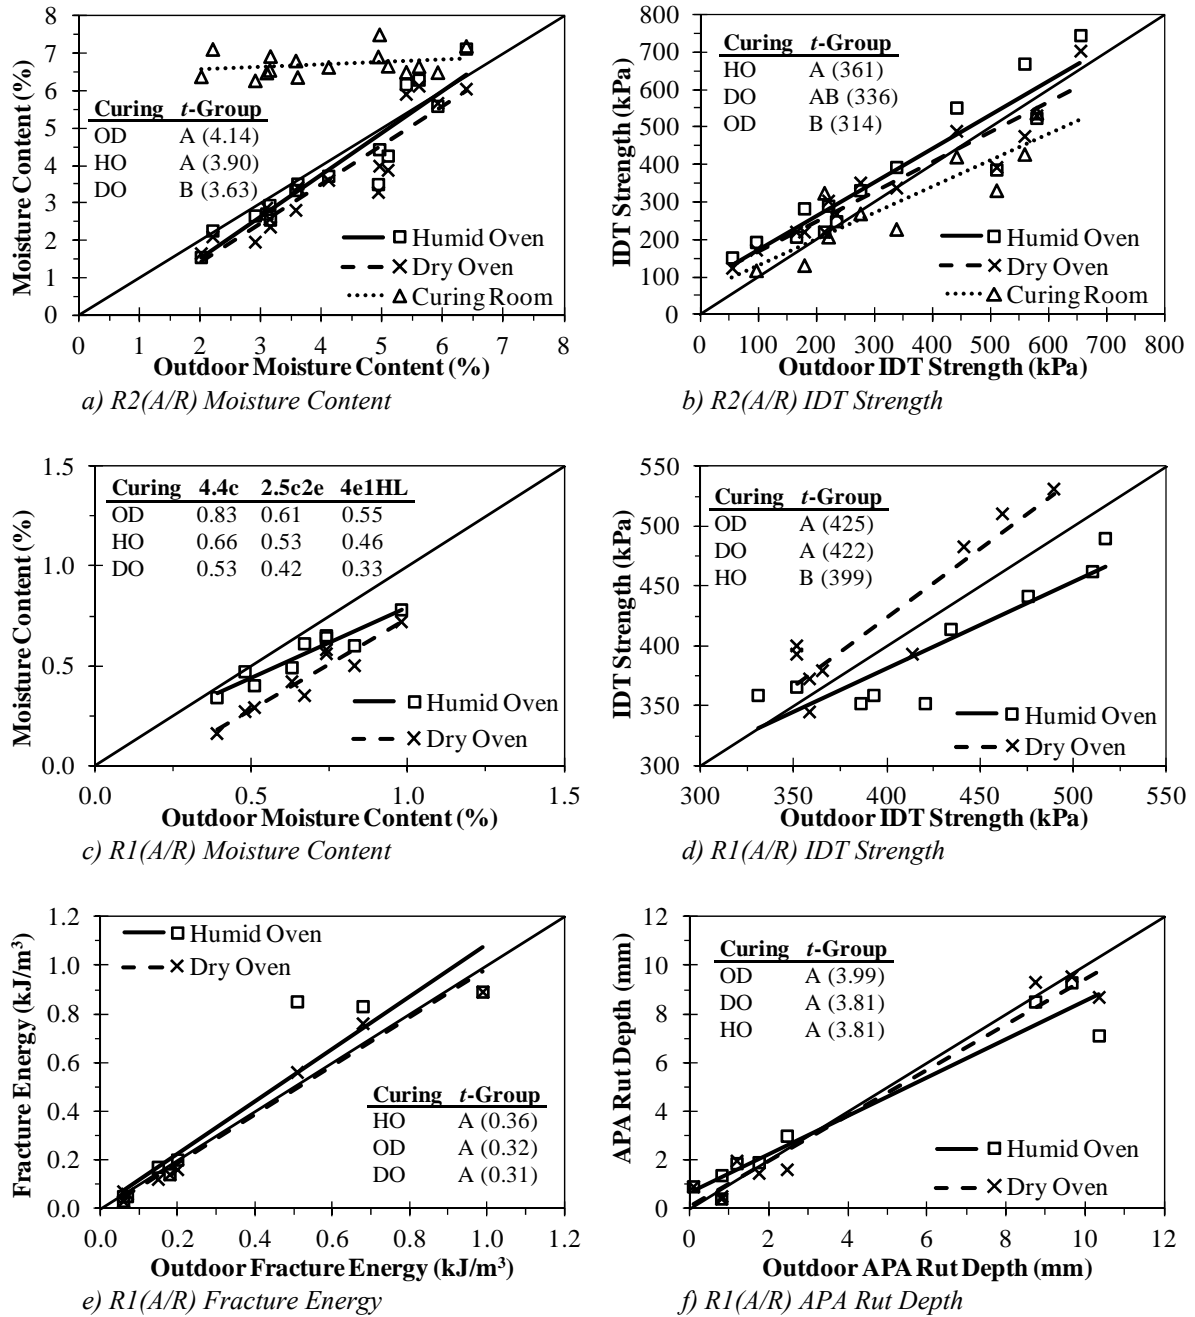 8
7
6
5
4
3
2
1
0
Moisture Content (%)
Curing t-Group
OD A (4.14)
HO A (3.90)
DO B (3.63)
Humid Oven
Dry Oven
Curing Room
0 1 2 3 4 5 6 7 8
Outdoor Moisture Content (%)
a) R2(A/R) Moisture Content
800
700
600
500
400
300
200
100
0
IDT Strength (kPa)
Curing t-Group
HO A (361)
DO AB (336)
OD B (314)
Humid Oven
Dry Oven
Curing Room
0 100 200 300 400 500 600 700 800
Outdoor IDT Strength (kPa)
b) R2(A/R) IDT Strength
1.5
1.0
0.5
0.0
Moisture Content (%)
Curing 4.4c 2.5c2e 4e1HL
OD 0.83 0.61 0.55
HO 0.66 0.53 0.46
DO 0.53 0.42 0.33
Humid Oven
Dry Oven
0.0 0.5 1.0 1.5
Outdoor Moisture Content (%)
c) R1(A/R) Moisture Content
550
500
450
400
350
300
IDT Strength (kPa)
Curing t-Group
OD A (425)
DO A (422)
HO B (399)
Humid Oven
Dry Oven
300 350 400 450 500 550
Outdoor IDT Strength (kPa)
d) R1(A/R) IDT Strength
1.2
1.0
0.8
0.6
0.4
0.2
0.0
Fracture Energy (kJ/m³)
Humid Oven
Dry Oven
Curing t-Group
HO A (0.36)
OD A (0.32)
DO A (0.31)
0.0 0.2 0.4 0.6 0.8 1.0 1.2
Outdoor Fracture Energy (kJ/m³)
e) R1(A/R) Fracture Energy
12
10
8
6
4
2
0
APA Rut Depth (mm)
Curing t-Group
OD A (3.99)
DO A (3.81)
HO A (3.81)
Humid Oven
Dry Oven
0 2 4 6 8 10 12
Outdoor APA Rut Depth (mm)
f) R1(A/R) APA Rut Depth